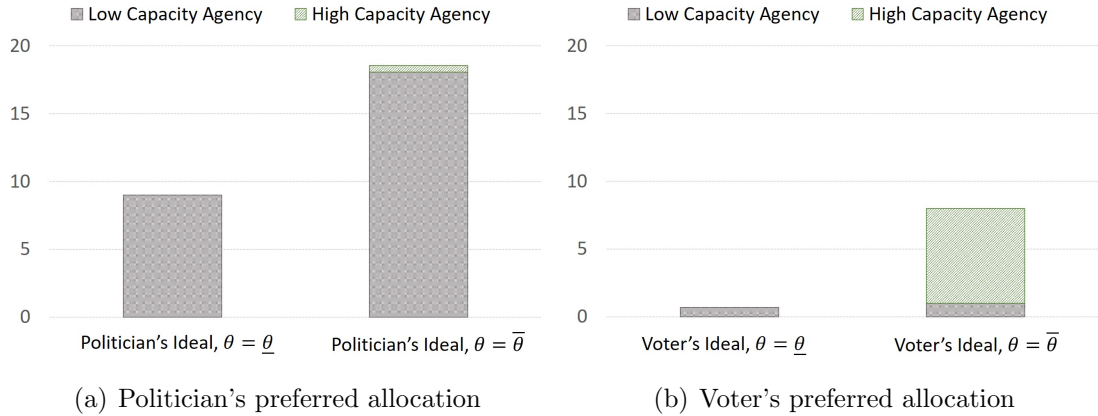 Low Capacity Agency High Capacity Agency
20
15
10
5
0
Politician's Ideal, θ = θ̲ Politician's Ideal, θ = θ̅
(a) Politician's preferred allocation
Low Capacity Agency High Capacity Agency
20
15
10
5
0
Voter's Ideal, θ = θ̲ Voter's Ideal, θ = θ̅
(b) Voter's preferred allocation